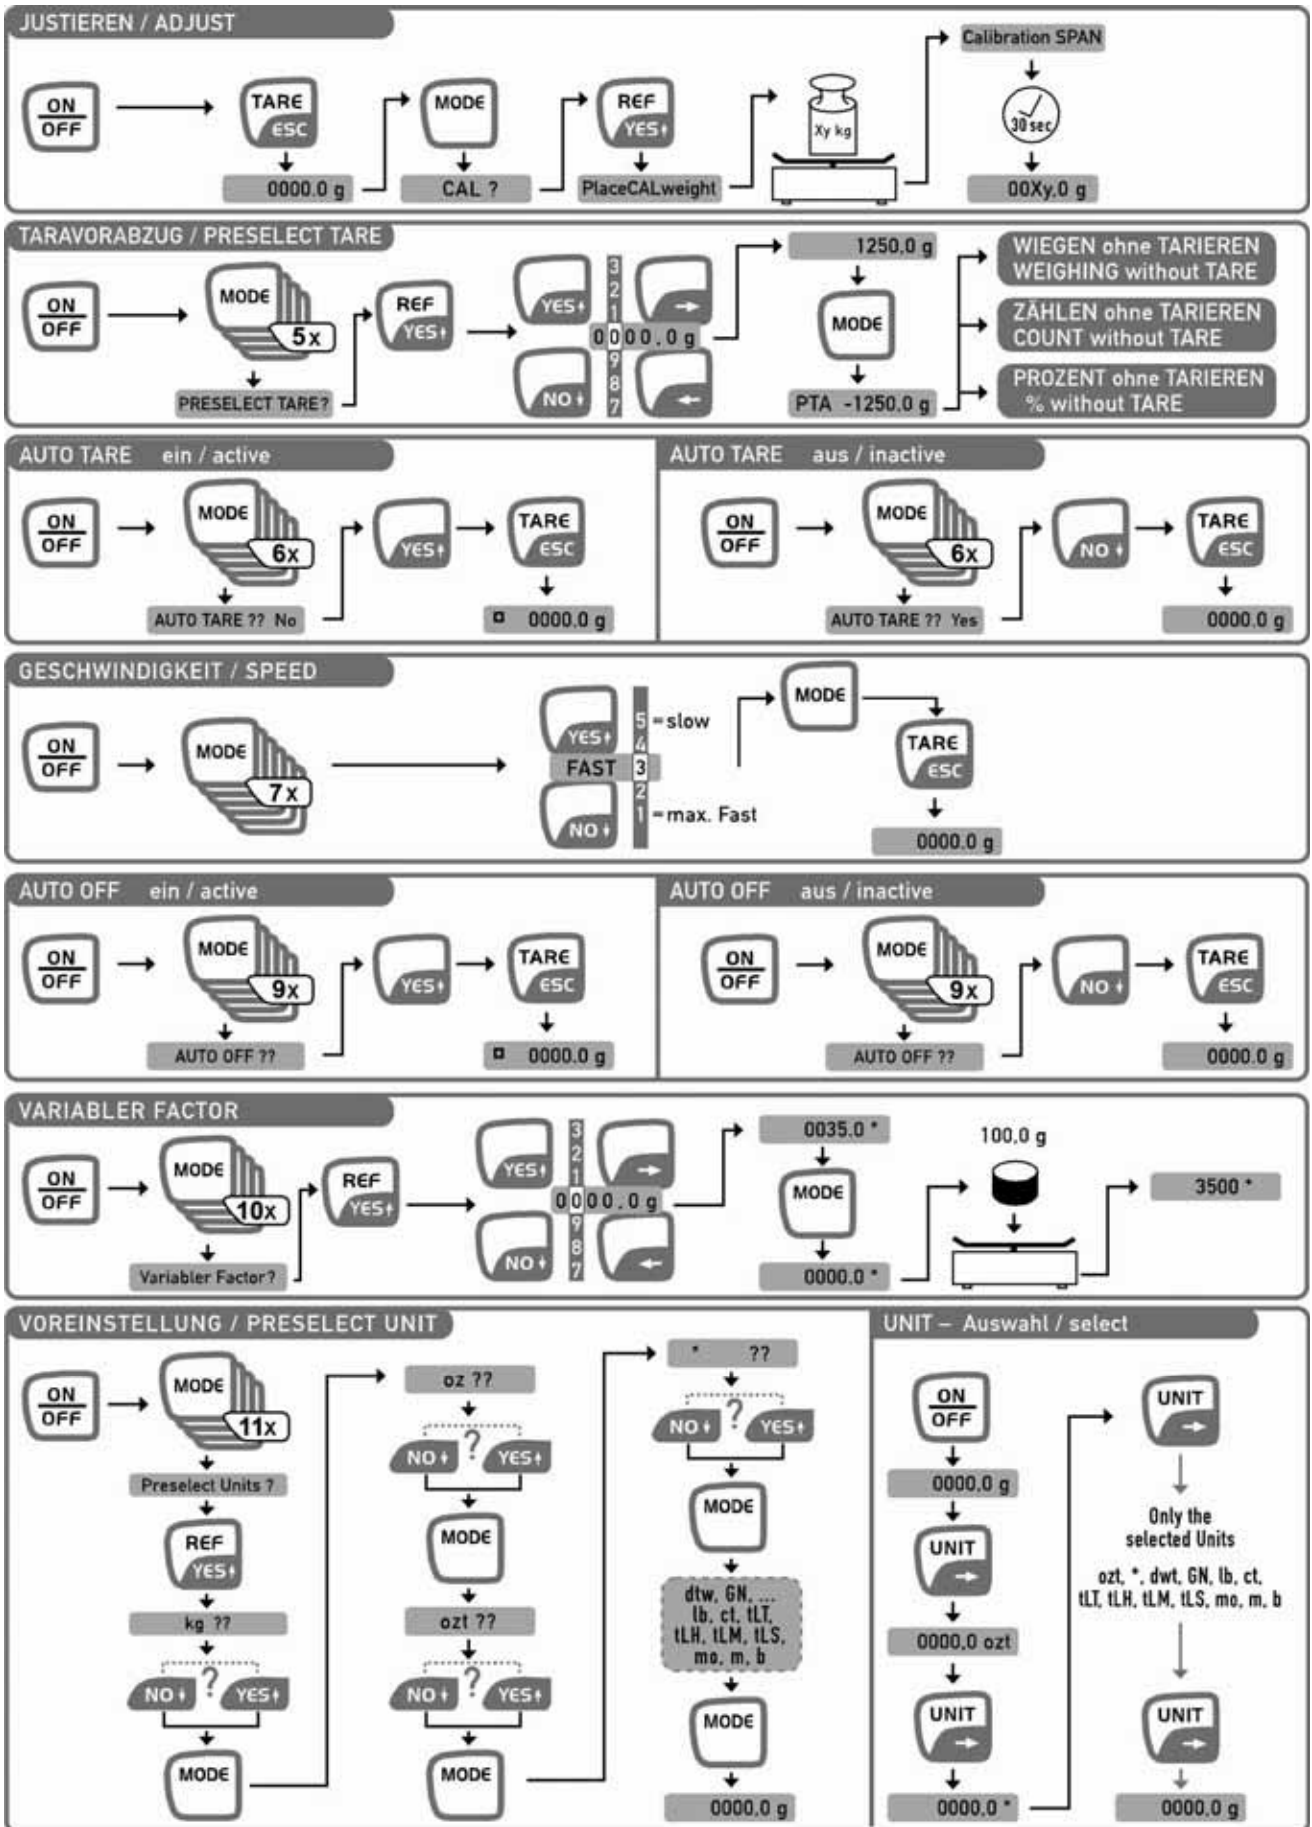 JUSTIEREN / ADJUST
ON
OFF
TARE
ESC
0000.0 g
MODE
CAL ?
REF
YES
PlaceCALweight
Xy kg
Calibration SPAN
30 sec
00Xy,0 g
TARAVORABZUG / PRESELECT TARE
ON
OFF
MODE
5x
PRESELECT TARE?
REF
YES
YES
NO
3
2
1
0000,0 g
9
8
7
1250,0 g
MODE
PTA -1250,0 g
WIEGEN ohne TARIEREN
WEIGHING without TARE
ZÄHLEN ohne TARIEREN
COUNT without TARE
PROZENT ohne TARIEREN
% without TARE
AUTO TARE ein / active
ON
OFF
MODE
6x
AUTO TARE ?? No
YES
TARE
ESC
0000,0 g
AUTO TARE aus / inactive
ON
OFF
MODE
6x
AUTO TARE ?? Yes
NO
TARE
ESC
0000,0 g
GESCHWINDIGKEIT / SPEED
ON
OFF
MODE
7x
YES
NO
5 = slow
4
FAST 3
2
1 = max. Fast
MODE
TARE
ESC
0000.0 g
AUTO OFF ein / active
ON
OFF
MODE
9x
AUTO OFF ??
YES
TARE
ESC
0000.0 g
AUTO OFF aus / inactive
ON
OFF
MODE
9x
AUTO OFF ??
NO
TARE
ESC
0000.0 g
VARIABLER FACTOR
ON
OFF
MODE
10x
Variabler Factor?
REF
YES
YES
NO
3
2
1
0000,0 g
9
8
7
0035.0 *
MODE
0000.0 *
100,0 g
3500 *
VOREINSTELLUNG / PRESELECT UNIT
ON
OFF
MODE
11x
Preselect Units ?
REF
YES
kg ??
NO ? YES
MODE
oz ??
NO ? YES
MODE
ozt ??
NO ? YES
MODE
* ??
NO ? YES
MODE
dtw, GN, ...
lb, ct, tLT,
tLH, tLM, tLS,
mo, m, b
MODE
0000,0 g
UNIT – Auswahl / select
ON
OFF
0000,0 g
UNIT
0000,0 ozt
UNIT
0000,0 *
UNIT
Only the
selected Units
ozt, *, dwt, GN, lb, ct,
tLT, tLH, tLM, tLS, mo, m, b
UNIT
0000,0 g